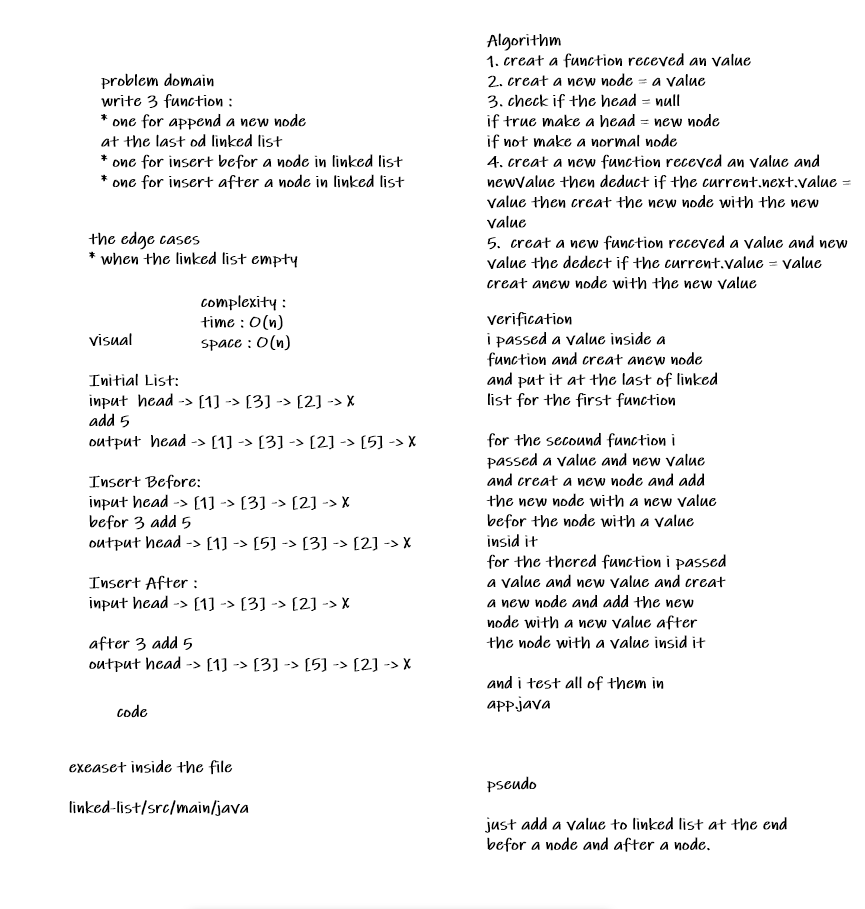 problem domain
write 3 function :
* one for append a new node
at the last od linked list
* one for insert befor a node in linked list
* one for insert after a node in linked list
the edge cases
* when the linked list empty
complexity :
time : O(n)
space : O(n)
visual
Initial List:
input head -> [1] -> [3] -> [2] -> X
add 5
output head -> [1] -> [3] -> [2] -> [5] -> X
Insert Before:
input head -> [1] -> [3] -> [2] -> X
befor 3 add 5
output head -> [1] -> [5] -> [3] -> [2] -> X
Insert After :
input head -> [1] -> [3] -> [2] -> X
after 3 add 5
output head -> [1] -> [3] -> [5] -> [2] -> X
code
exeaset inside the file
linked-list/src/main/java
Algorithm
1. creat a function receved an value
2. creat a new node = a value
3. check if the head = null
if true make a head = new node
if not make a normal node
4. creat a new function receved an value and
newValue then deduct if the current.next.value =
value then creat the new node with the new
value
5. creat a new function receved a value and new
value the dedect if the current.value = value
creat anew node with the new value
verification
i passed a value inside a
function and creat anew node
and put it at the last of linked
list for the first function
for the secound function i
passed a value and new value
and creat a new node and add
the new node with a new value
befor the node with a value
insid it
for the thered function i passed
a value and new value and creat
a new node and add the new
node with a new value after
the node with a value insid it
and i test all of them in
app.java
pseudo
just add a value to linked list at the end
befor a node and after a node.